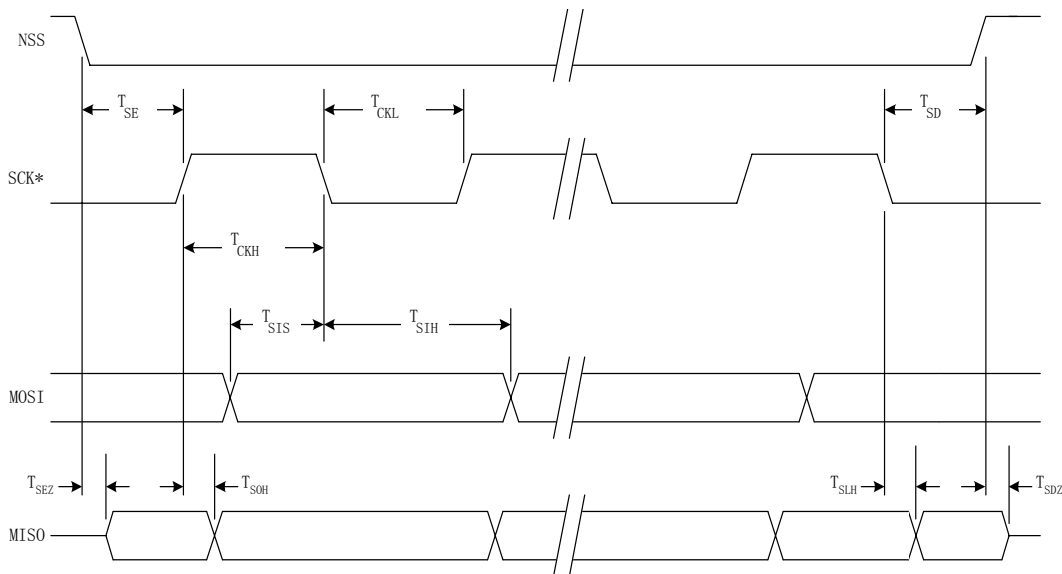 NSS
T_SE
T_CKL
T_SD
SCK*
T_CKH
T_SIS
T_SIH
MOSI
T_SEZ
T_SOH
T_SLH
T_SDZ
MISO